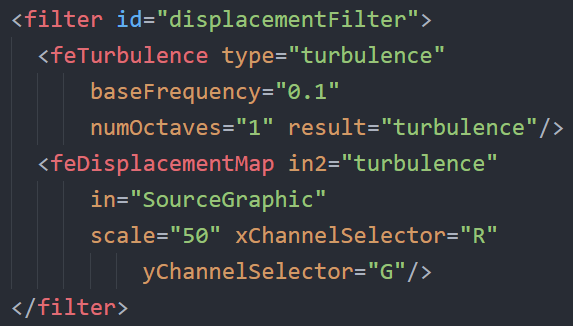 <filter id="displacementFilter">
<feTurbulence type="turbulence"
baseFrequency="0.1"
numOctaves="1" result="turbulence"/>
<feDisplacementMap in2="turbulence"
in="SourceGraphic"
scale="50" xChannelSelector="R"
yChannelSelector="G"/>
</filter>